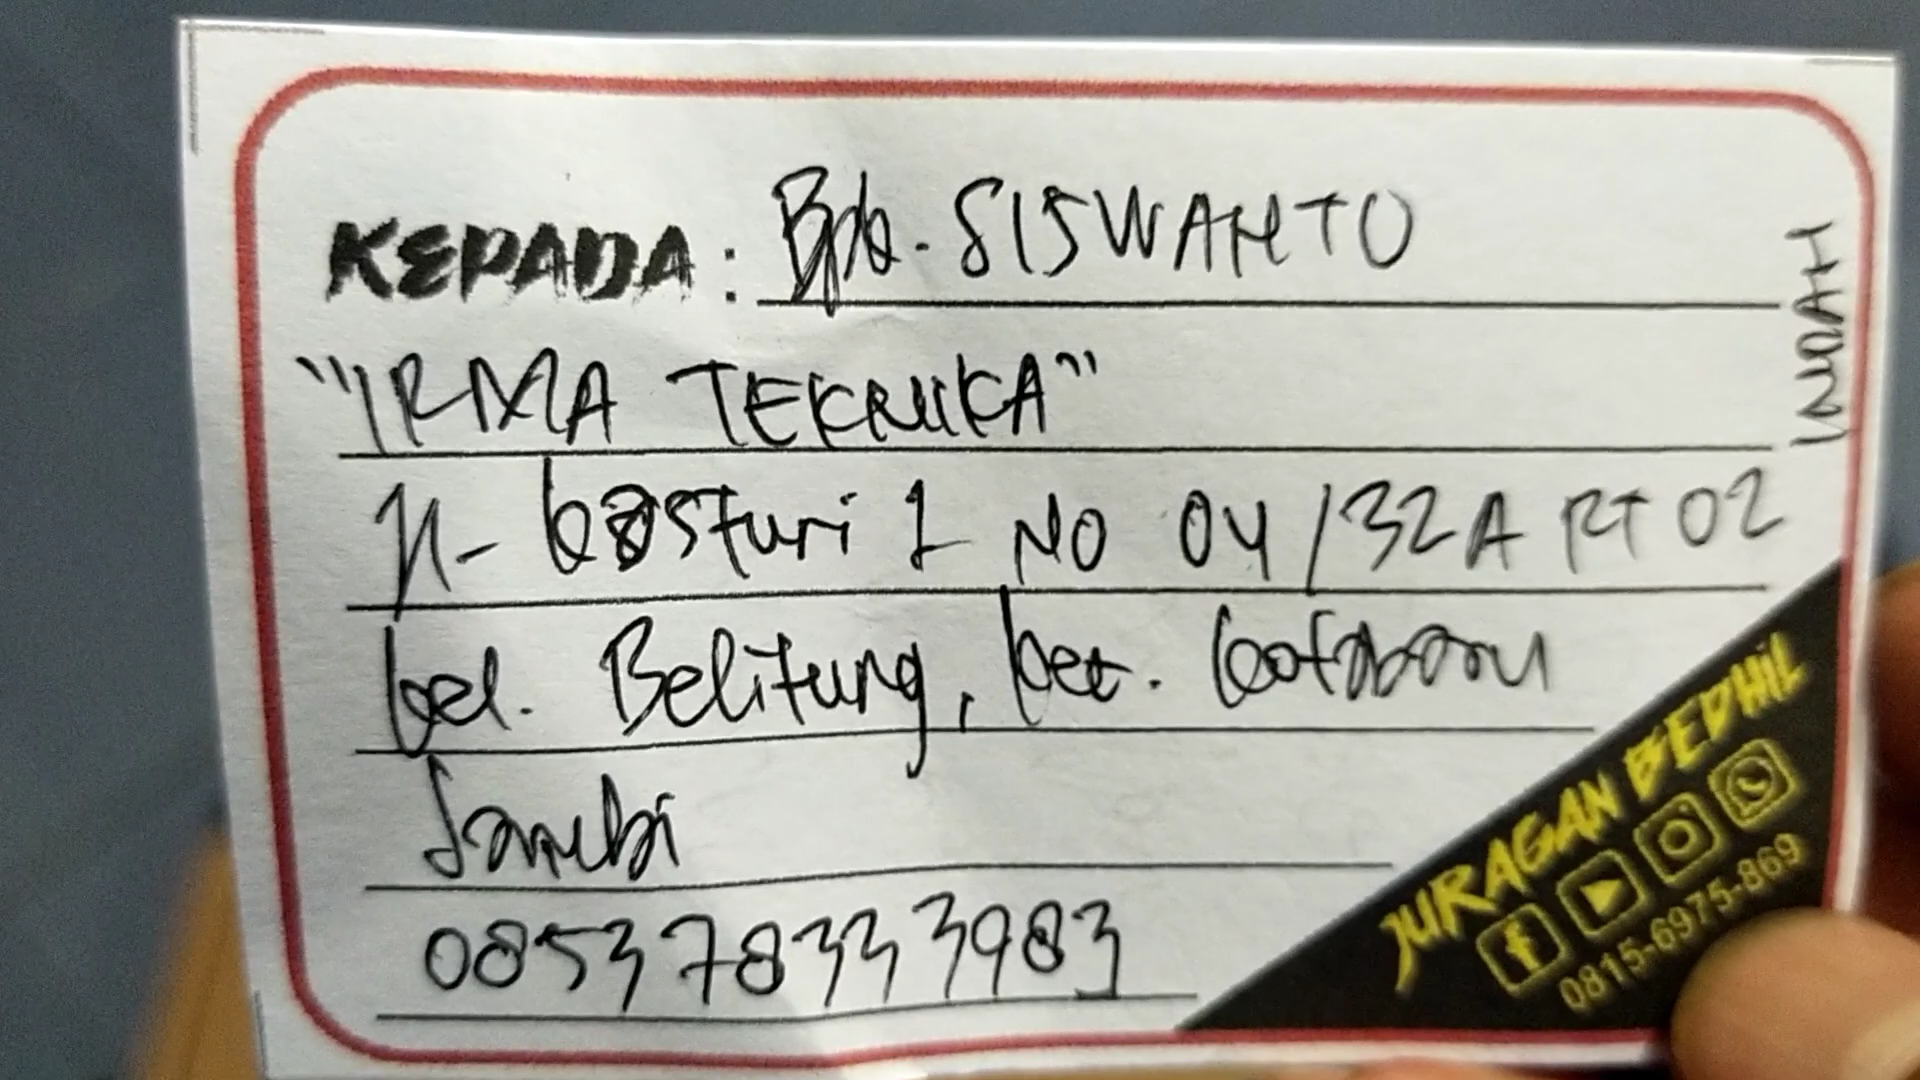 KEPADA : Bpk. SISWANTO
"IRMA TEKNIKA"
Jl- kasturi 1 NO 04/32A RT 02
kel. Belitung, kec. kotabaru
Jambi
085378333983
INDAH
JURAGAN BEDHIL
0815-6975-869